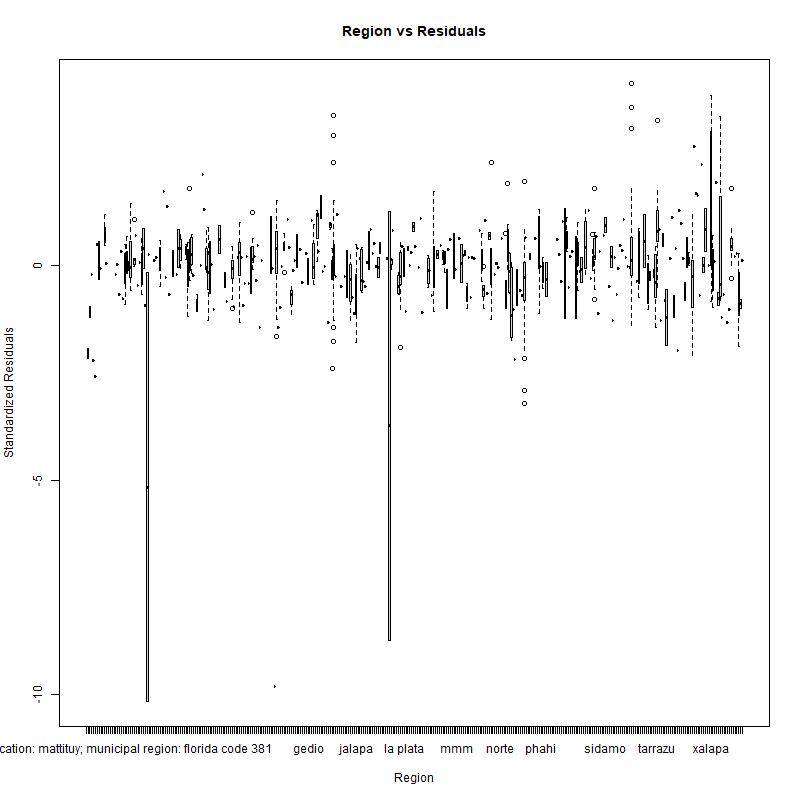 Region vs Residuals
0
-5
-10
Standardized Residuals
cation: mattituy; municipal region: florida code 381 gedio jalapa la plata mmm norte phahi sidamo tarrazu xalapa
Region